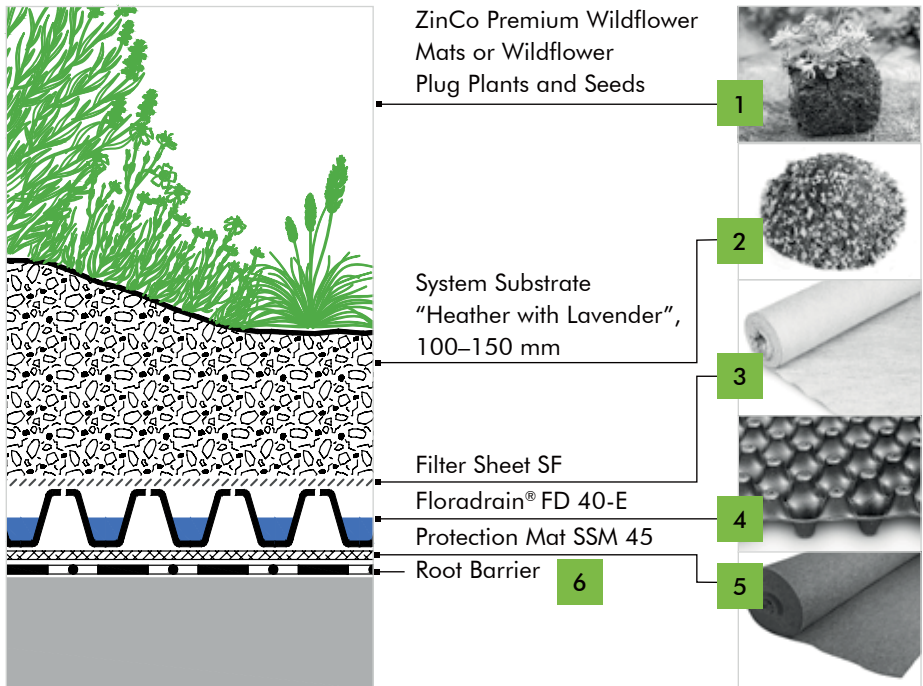 ZinCo Premium Wildflower
Mats or Wildflower
Plug Plants and Seeds
1
2
System Substrate
“Heather with Lavender”,
100–150 mm
3
Filter Sheet SF
Floradrain® FD 40-E
4
Protection Mat SSM 45
Root Barrier
6
5